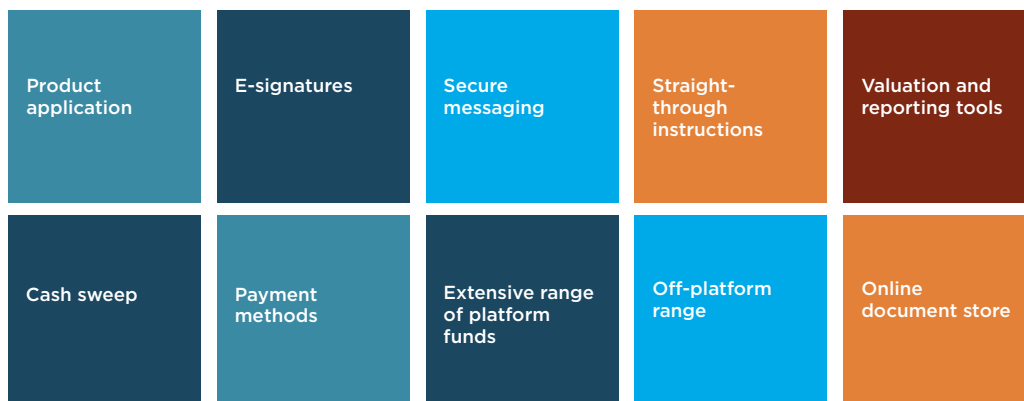 Product
application
E-signatures
Secure
messaging
Straight-
through
instructions
Valuation and
reporting tools
Cash sweep
Payment
methods
Extensive range
of platform
funds
Off-platform
range
Online
document store